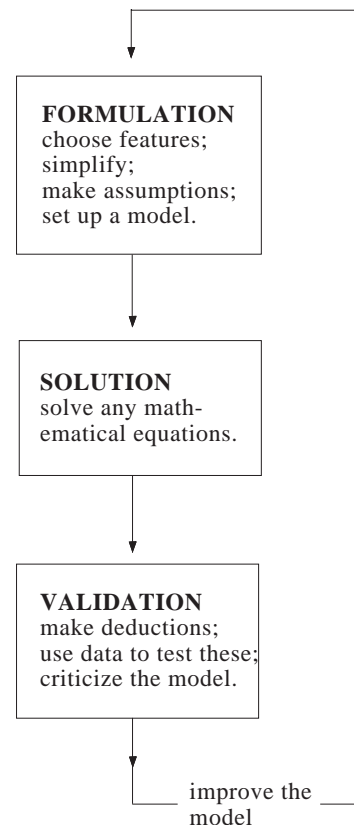 FORMULATION
choose features;
simplify;
make assumptions;
set up a model.
SOLUTION
solve any math-
ematical equations.
VALIDATION
make deductions;
use data to test these;
criticize the model.
improve the
model